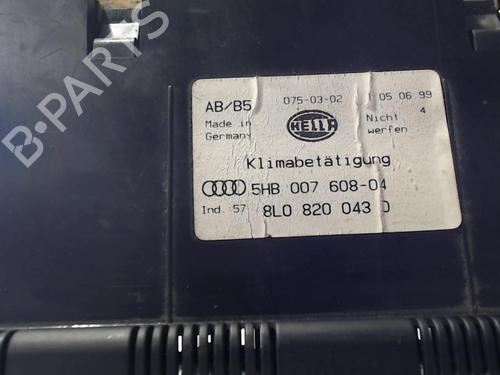 B-PARTS
AB/B5 075-03-02 1 05 06 99
Made in Germany HELLA Nicht werfen 4
Klimabetätigung
5HB 007 608-04
Ind. 57 8L0 820 043 D